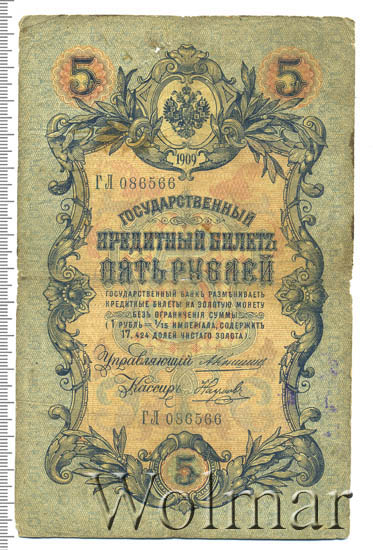 5 5
1909
ГЛ 086566
ГОСУДАРСТВЕННЫЙ
КРЕДИТНЫЙ БИЛЕТЪ
ПЯТЬ РУБЛЕЙ
ГОСУДАРСТВЕННЫЙ БАНКЪ РАЗМѢНИВАЕТЪ
КРЕДИТНЫЕ БИЛЕТЫ НА ЗОЛОТУЮ МОНЕТУ
БЕЗЪ ОГРАНИЧЕНІЯ СУММЫ
(1 РУБЛЬ = 1/15 ИМПЕРІАЛА, СОДЕРЖИТЪ
17,424 ДОЛЕЙ ЧИСТАГО ЗОЛОТА).
Управляющій
Кассиръ
ГЛ 086566
5
Wolmar